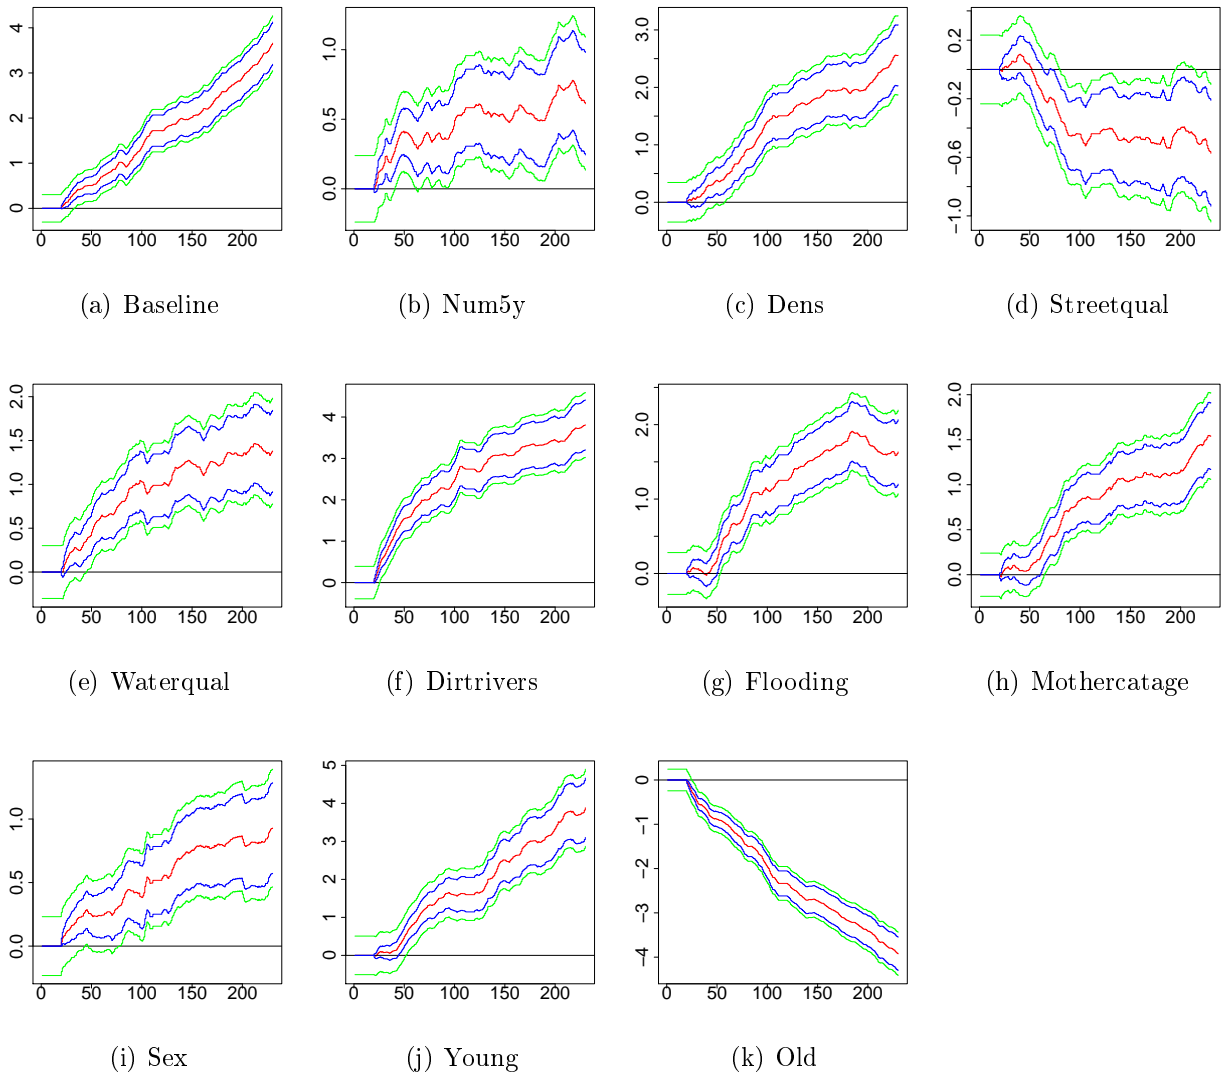 4
3
2
1
0
0 50 100 150 200
(a) Baseline
1.0
0.5
0.0
0 50 100 150 200
(b) Num5y
3.0
2.0
1.0
0.0
0 50 100 150 200
(c) Dens
0.2
−0.2
−0.6
−1.0
0 50 100 150 200
(d) Streetqual
2.0
1.5
1.0
0.5
0.0
0 50 100 150 200
(e) Waterqual
4
3
2
1
0
0 50 100 150 200
(f) Dirtrivers
2.0
1.0
0.0
0 50 100 150 200
(g) Flooding
2.0
1.5
1.0
0.5
0.0
0 50 100 150 200
(h) Mothercatage
1.0
0.5
0.0
0 50 100 150 200
(i) Sex
5
4
3
2
1
0
0 50 100 150 200
(j) Young
0
−1
−2
−3
−4
0 50 100 150 200
(k) Old